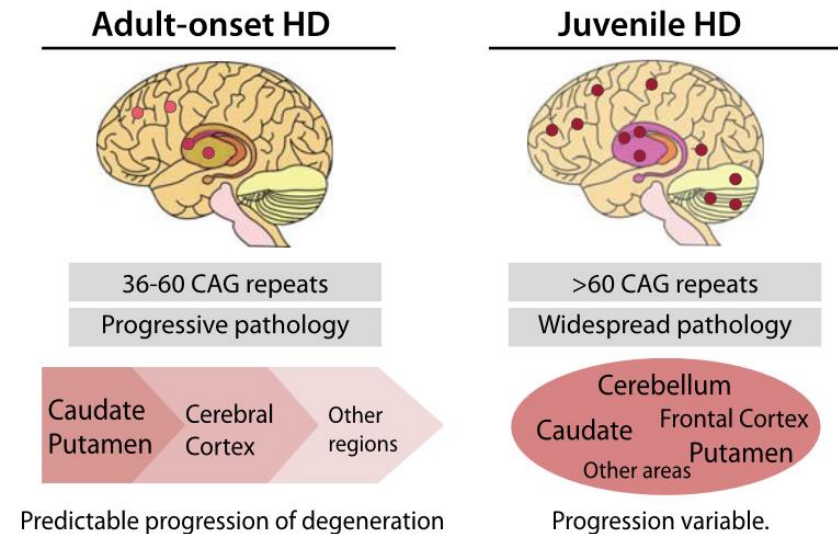 Adult-onset HD
36-60 CAG repeats
Progressive pathology
Caudate
Putamen
Cerebral
Cortex
Other
regions
Predictable progression of degeneration
Juvenile HD
>60 CAG repeats
Widespread pathology
Cerebellum
Caudate
Frontal Cortex
Putamen
Other areas
Progression variable.